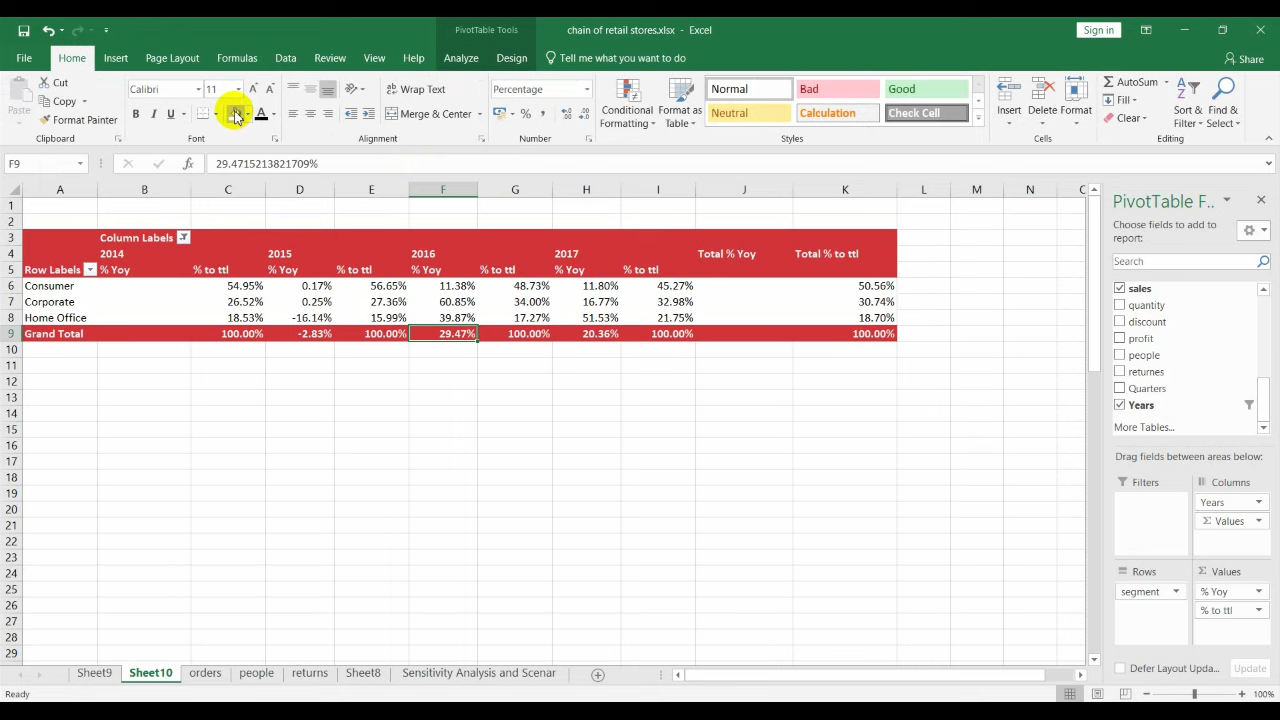 PivotTable Tools chain of retail stores.xlsx - Excel Sign in
File Home Insert Page Layout Formulas Data Review View Help Analyze Design Tell me what you want to do Share
Paste Cut Copy Format Painter Clipboard
Calibri 11 B I U A Font
Wrap Text Merge & Center Alignment
Percentage % Number
Conditional Formatting Format as Table
Normal Bad Good
Neutral Calculation Check Cell
Styles
Insert Delete Format Cells
AutoSum Fill Clear Sort & Filter Find & Select Editing
F9 fx 29.4715213821709%
A B C D E F G H I J K L M N
1
2
3 Column Labels
4 2014 2015 2016 2017 Total % Yoy Total % to ttl
5 Row Labels % Yoy % to ttl % Yoy % to ttl % Yoy % to ttl % Yoy % to ttl
6 Consumer 54.95% 0.17% 56.65% 11.38% 48.73% 11.80% 45.27% 50.56%
7 Corporate 26.52% 0.25% 27.36% 60.85% 34.00% 16.77% 32.98% 30.74%
8 Home Office 18.53% -16.14% 15.99% 39.87% 17.27% 51.53% 21.75% 18.70%
9 Grand Total 100.00% -2.83% 100.00% 29.47% 100.00% 20.36% 100.00% 100.00%
10
11
12
13
14
15
16
17
18
19
20
21
22
23
24
25
26
27
28
29
PivotTable F..
Choose fields to add to
report:
Search
sales
quantity
discount
profit
people
returnes
Quarters
Years
More Tables...
Drag fields between areas below:
Filters Columns
Years
Σ Values
Rows Σ Values
segment % Yoy
% to ttl
Defer Layout Upda... Update
Sheet9 Sheet10 orders people returns Sheet8 Sensitivity Analysis and Scenar
Ready 100%